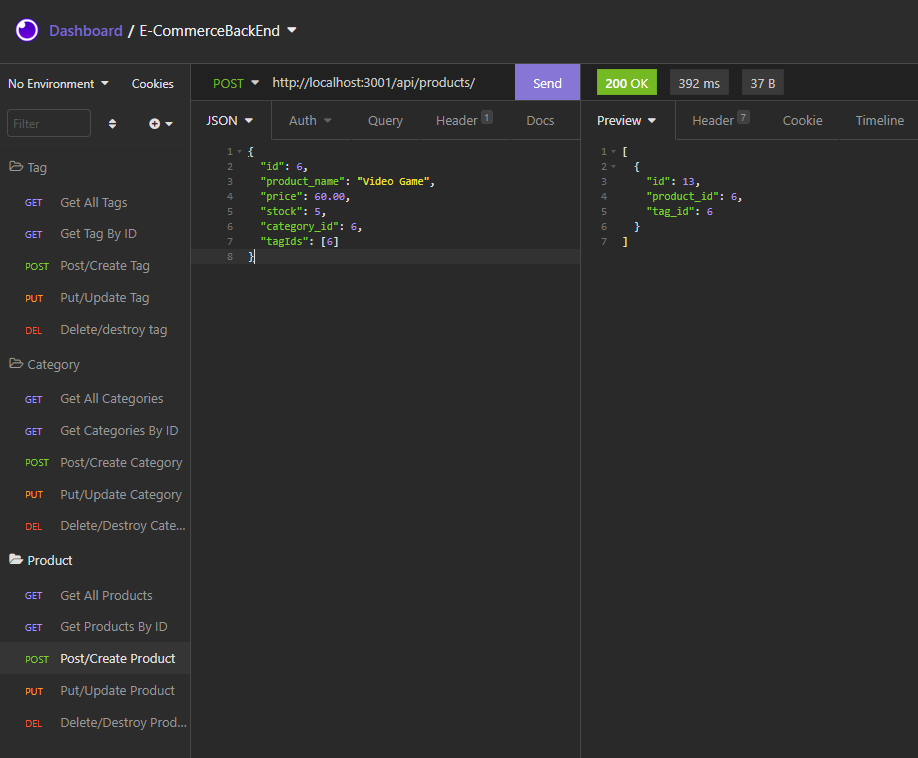 Dashboard / E-CommerceBackEnd
No Environment
Cookies
Filter
Tag
GET Get All Tags
GET Get Tag By ID
POST Post/Create Tag
PUT Put/Update Tag
DEL Delete/destroy tag
Category
GET Get All Categories
GET Get Categories By ID
POST Post/Create Category
PUT Put/Update Category
DEL Delete/Destroy Cate...
Product
GET Get All Products
GET Get Products By ID
POST Post/Create Product
PUT Put/Update Product
DEL Delete/Destroy Prod...
POST http://localhost:3001/api/products/ Send
JSON Auth Query Header 1 Docs
1 {
2 "id": 6,
3 "product_name": "Video Game",
4 "price": 60.00,
5 "stock": 5,
6 "category_id": 6,
7 "tagIds": [6]
8 }
200 OK 392 ms 37 B
Preview Header 7 Cookie Timeline
1 [
2 {
3 "id": 13,
4 "product_id": 6,
5 "tag_id": 6
6 }
7 ]